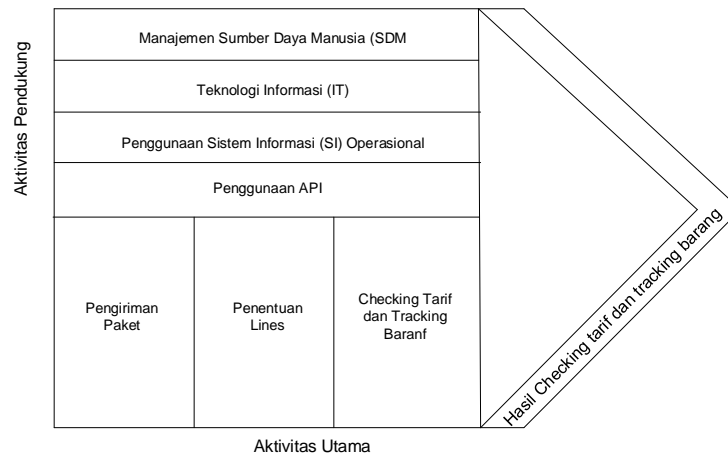 Aktivitas Pendukung
Manajemen Sumber Daya Manusia (SDM
Teknologi Informasi (IT)
Penggunaan Sistem Informasi (SI) Operasional
Penggunaan API
Pengiriman
Paket
Penentuan
Lines
Checking Tarif
dan Tracking
Baranf
Hasil Checking tarif dan tracking barang
Aktivitas Utama